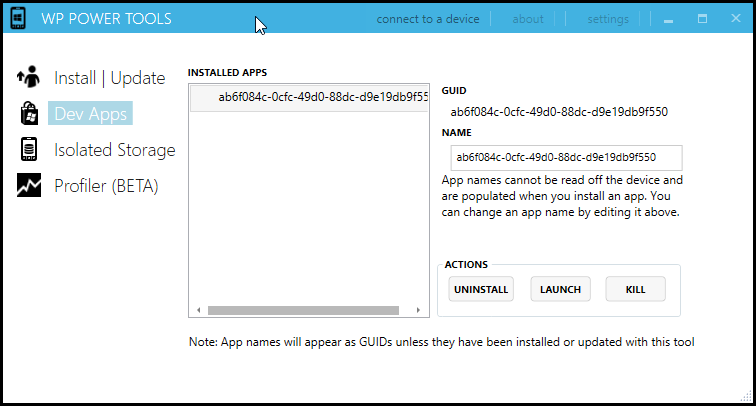 WP POWER TOOLS
connect to a device
about
settings
Install | Update
Dev Apps
Isolated Storage
Profiler (BETA)
INSTALLED APPS
ab6f084c-0cfc-49d0-88dc-d9e19db9f550
GUID
ab6f084c-0cfc-49d0-88dc-d9e19db9f550
NAME
ab6f084c-0cfc-49d0-88dc-d9e19db9f550
App names cannot be read off the device and
are populated when you install an app. You
can change an app name by editing it above.
ACTIONS
UNINSTALL
LAUNCH
KILL
Note: App names will appear as GUIDs unless they have been installed or updated with this tool